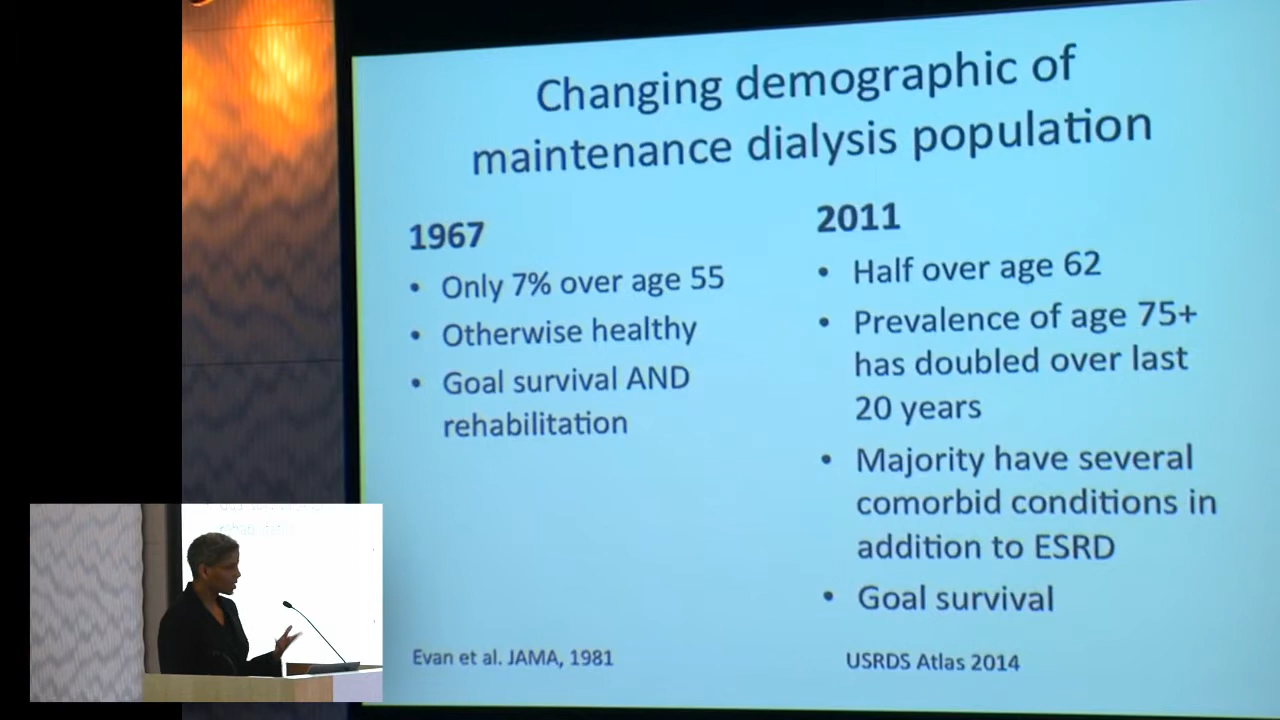 Changing demographic of
maintenance dialysis population
1967
• Only 7% over age 55
• Otherwise healthy
• Goal survival AND
rehabilitation
Evan et al. JAMA, 1981
2011
• Half over age 62
• Prevalence of age 75+
has doubled over last
20 years
• Majority have several
comorbid conditions in
addition to ESRD
• Goal survival
USRDS Atlas 2014